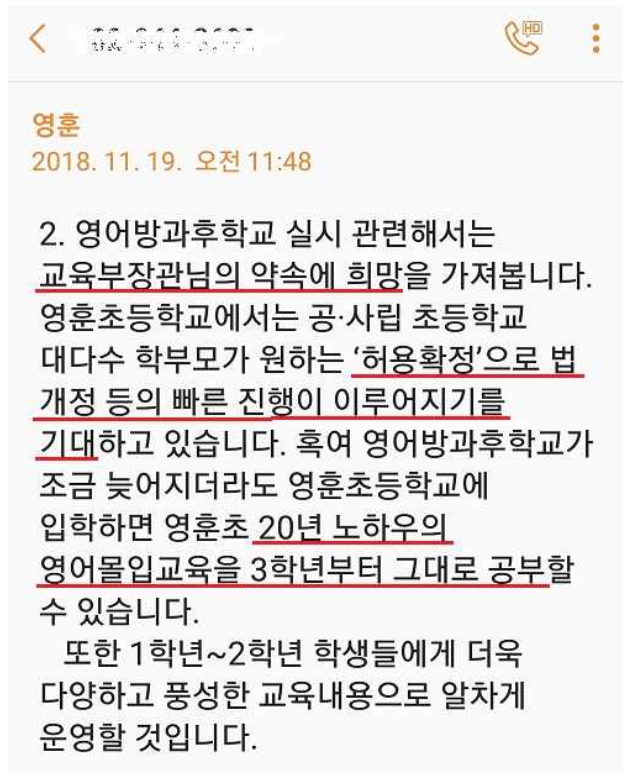 HD
영훈
2018. 11. 19. 오전 11:48
2. 영어방과후학교 실시 관련해서는
교육부장관님의 약속에 희망을 가져봅니다.
영훈초등학교에서는 공·사립 초등학교
대다수 학부모가 원하는 ‘허용확정’으로 법
개정 등의 빠른 진행이 이루어지기를
기대하고 있습니다. 혹여 영어방과후학교가
조금 늦어지더라도 영훈초등학교에
입학하면 영훈초 20년 노하우의
영어몰입교육을 3학년부터 그대로 공부할
수 있습니다.
또한 1학년~2학년 학생들에게 더욱
다양하고 풍성한 교육내용으로 알차게
운영할 것입니다.